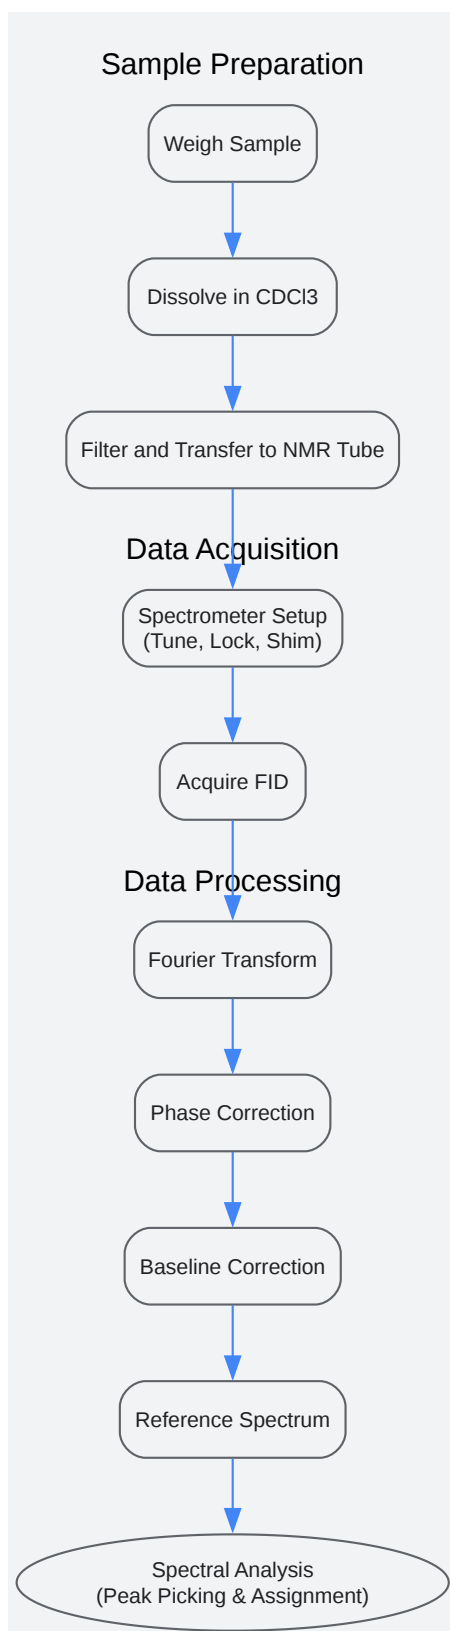 Sample Preparation
Weigh Sample
Dissolve in CDCl3
Filter and Transfer to NMR Tube
Data Acquisition
Spectrometer Setup
(Tune, Lock, Shim)
Acquire FID
Data Processing
Fourier Transform
Phase Correction
Baseline Correction
Reference Spectrum
Spectral Analysis
(Peak Picking & Assignment)